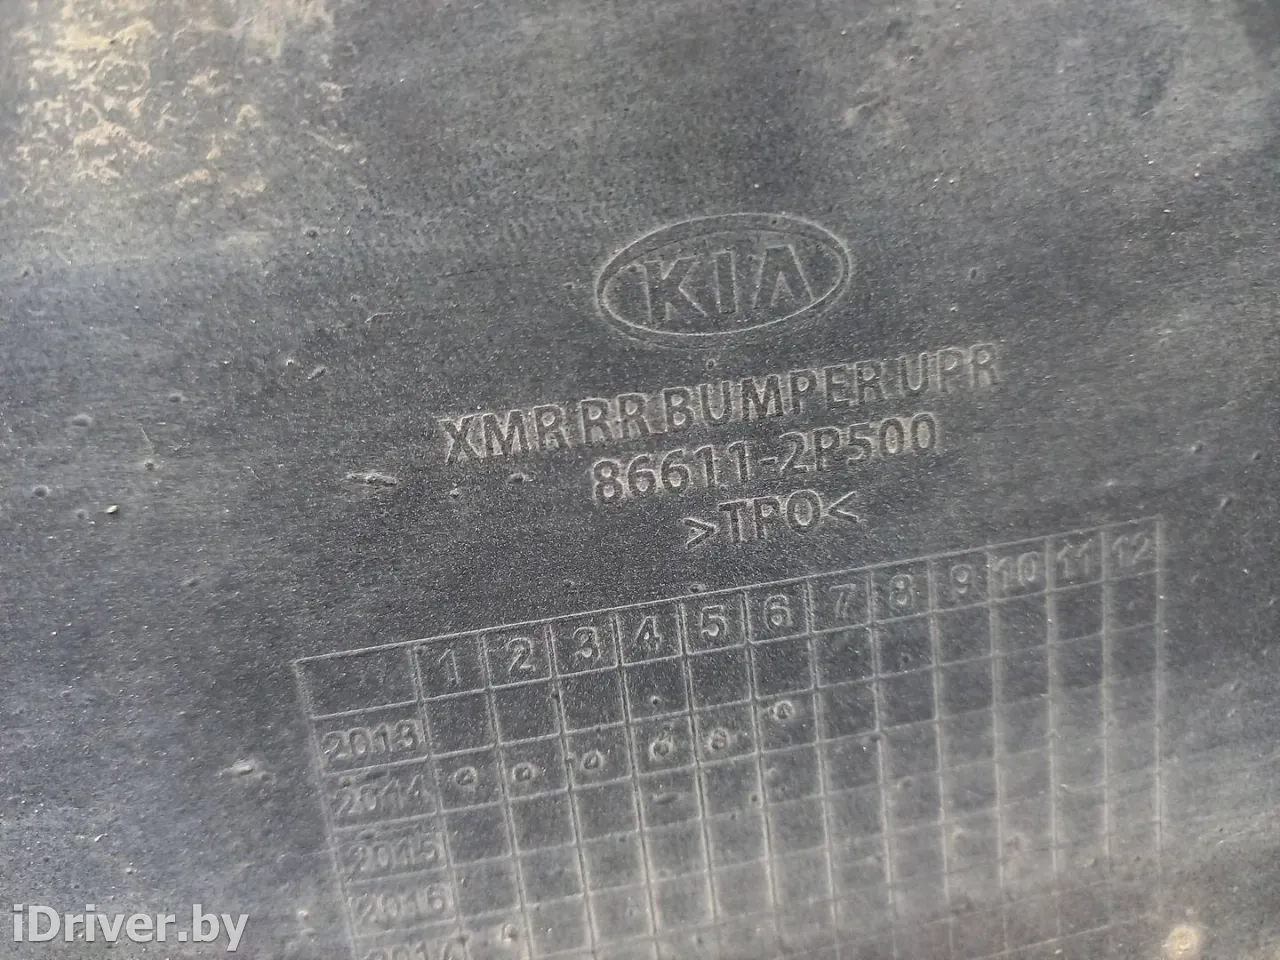 KIA
XMR RR BUMPER UPR
86611-2P500
>TPO<
1 2 3 4 5 6 7 8 9 10 11 12
2013
2014
2015
2016
iDriver.by